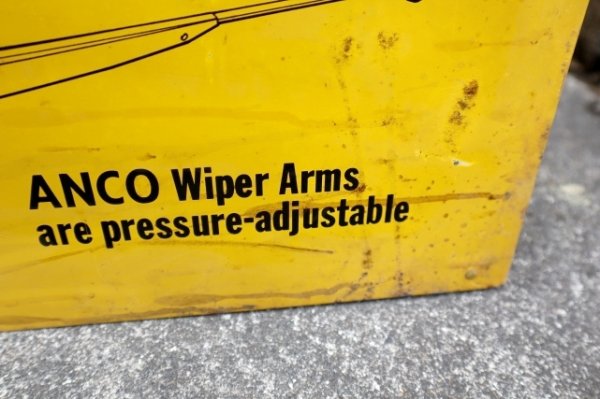 ANCO Wiper Arms
are pressure-adjustable